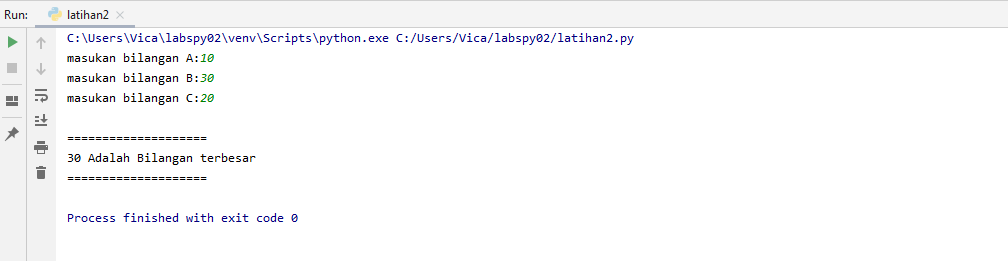 Run: latihan2
C:\Users\Vica\labspy02\venv\Scripts\python.exe C:/Users/Vica/labspy02/latihan2.py
masukan bilangan A:10
masukan bilangan B:30
masukan bilangan C:20
====================
30 Adalah Bilangan terbesar
====================
Process finished with exit code 0